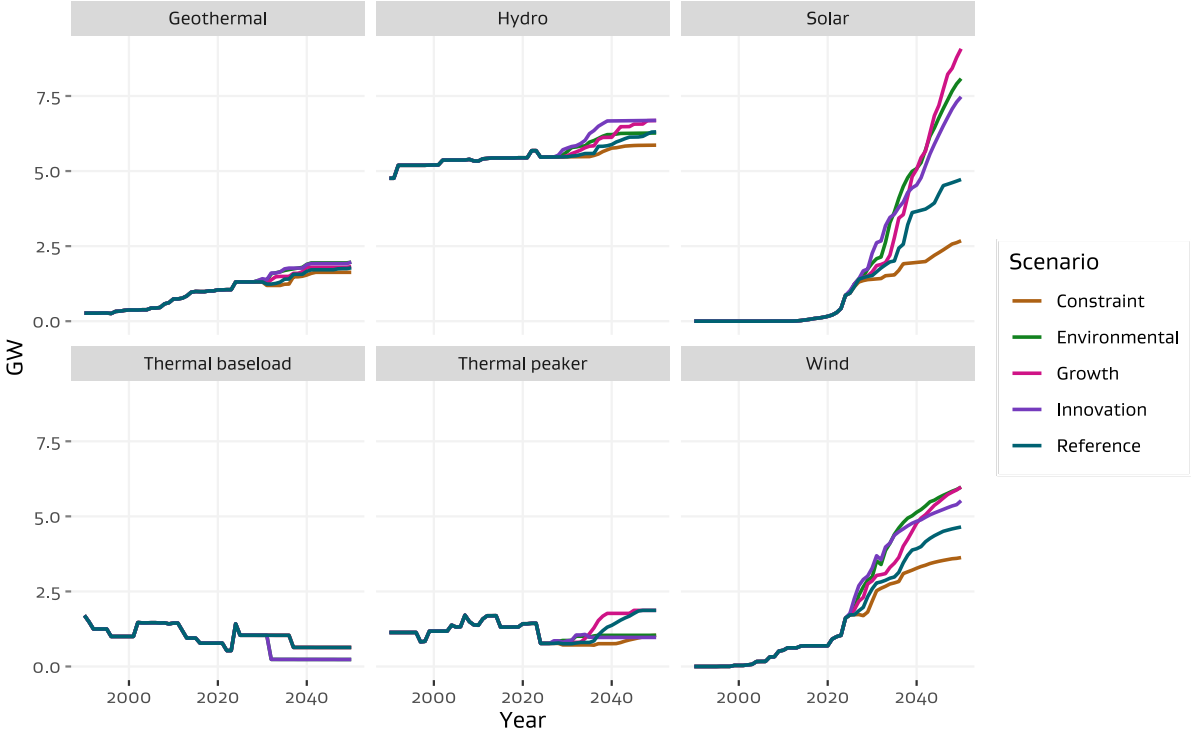 Geothermal
Hydro
Solar
7.5
5.0
2.5
0.0
Thermal baseload
Thermal peaker
Wind
7.5
5.0
2.5
0.0
2000
2020
2040
2000
2020
2040
2000
2020
2040
GW
Year
Scenario
Constraint
Environmental
Growth
Innovation
Reference